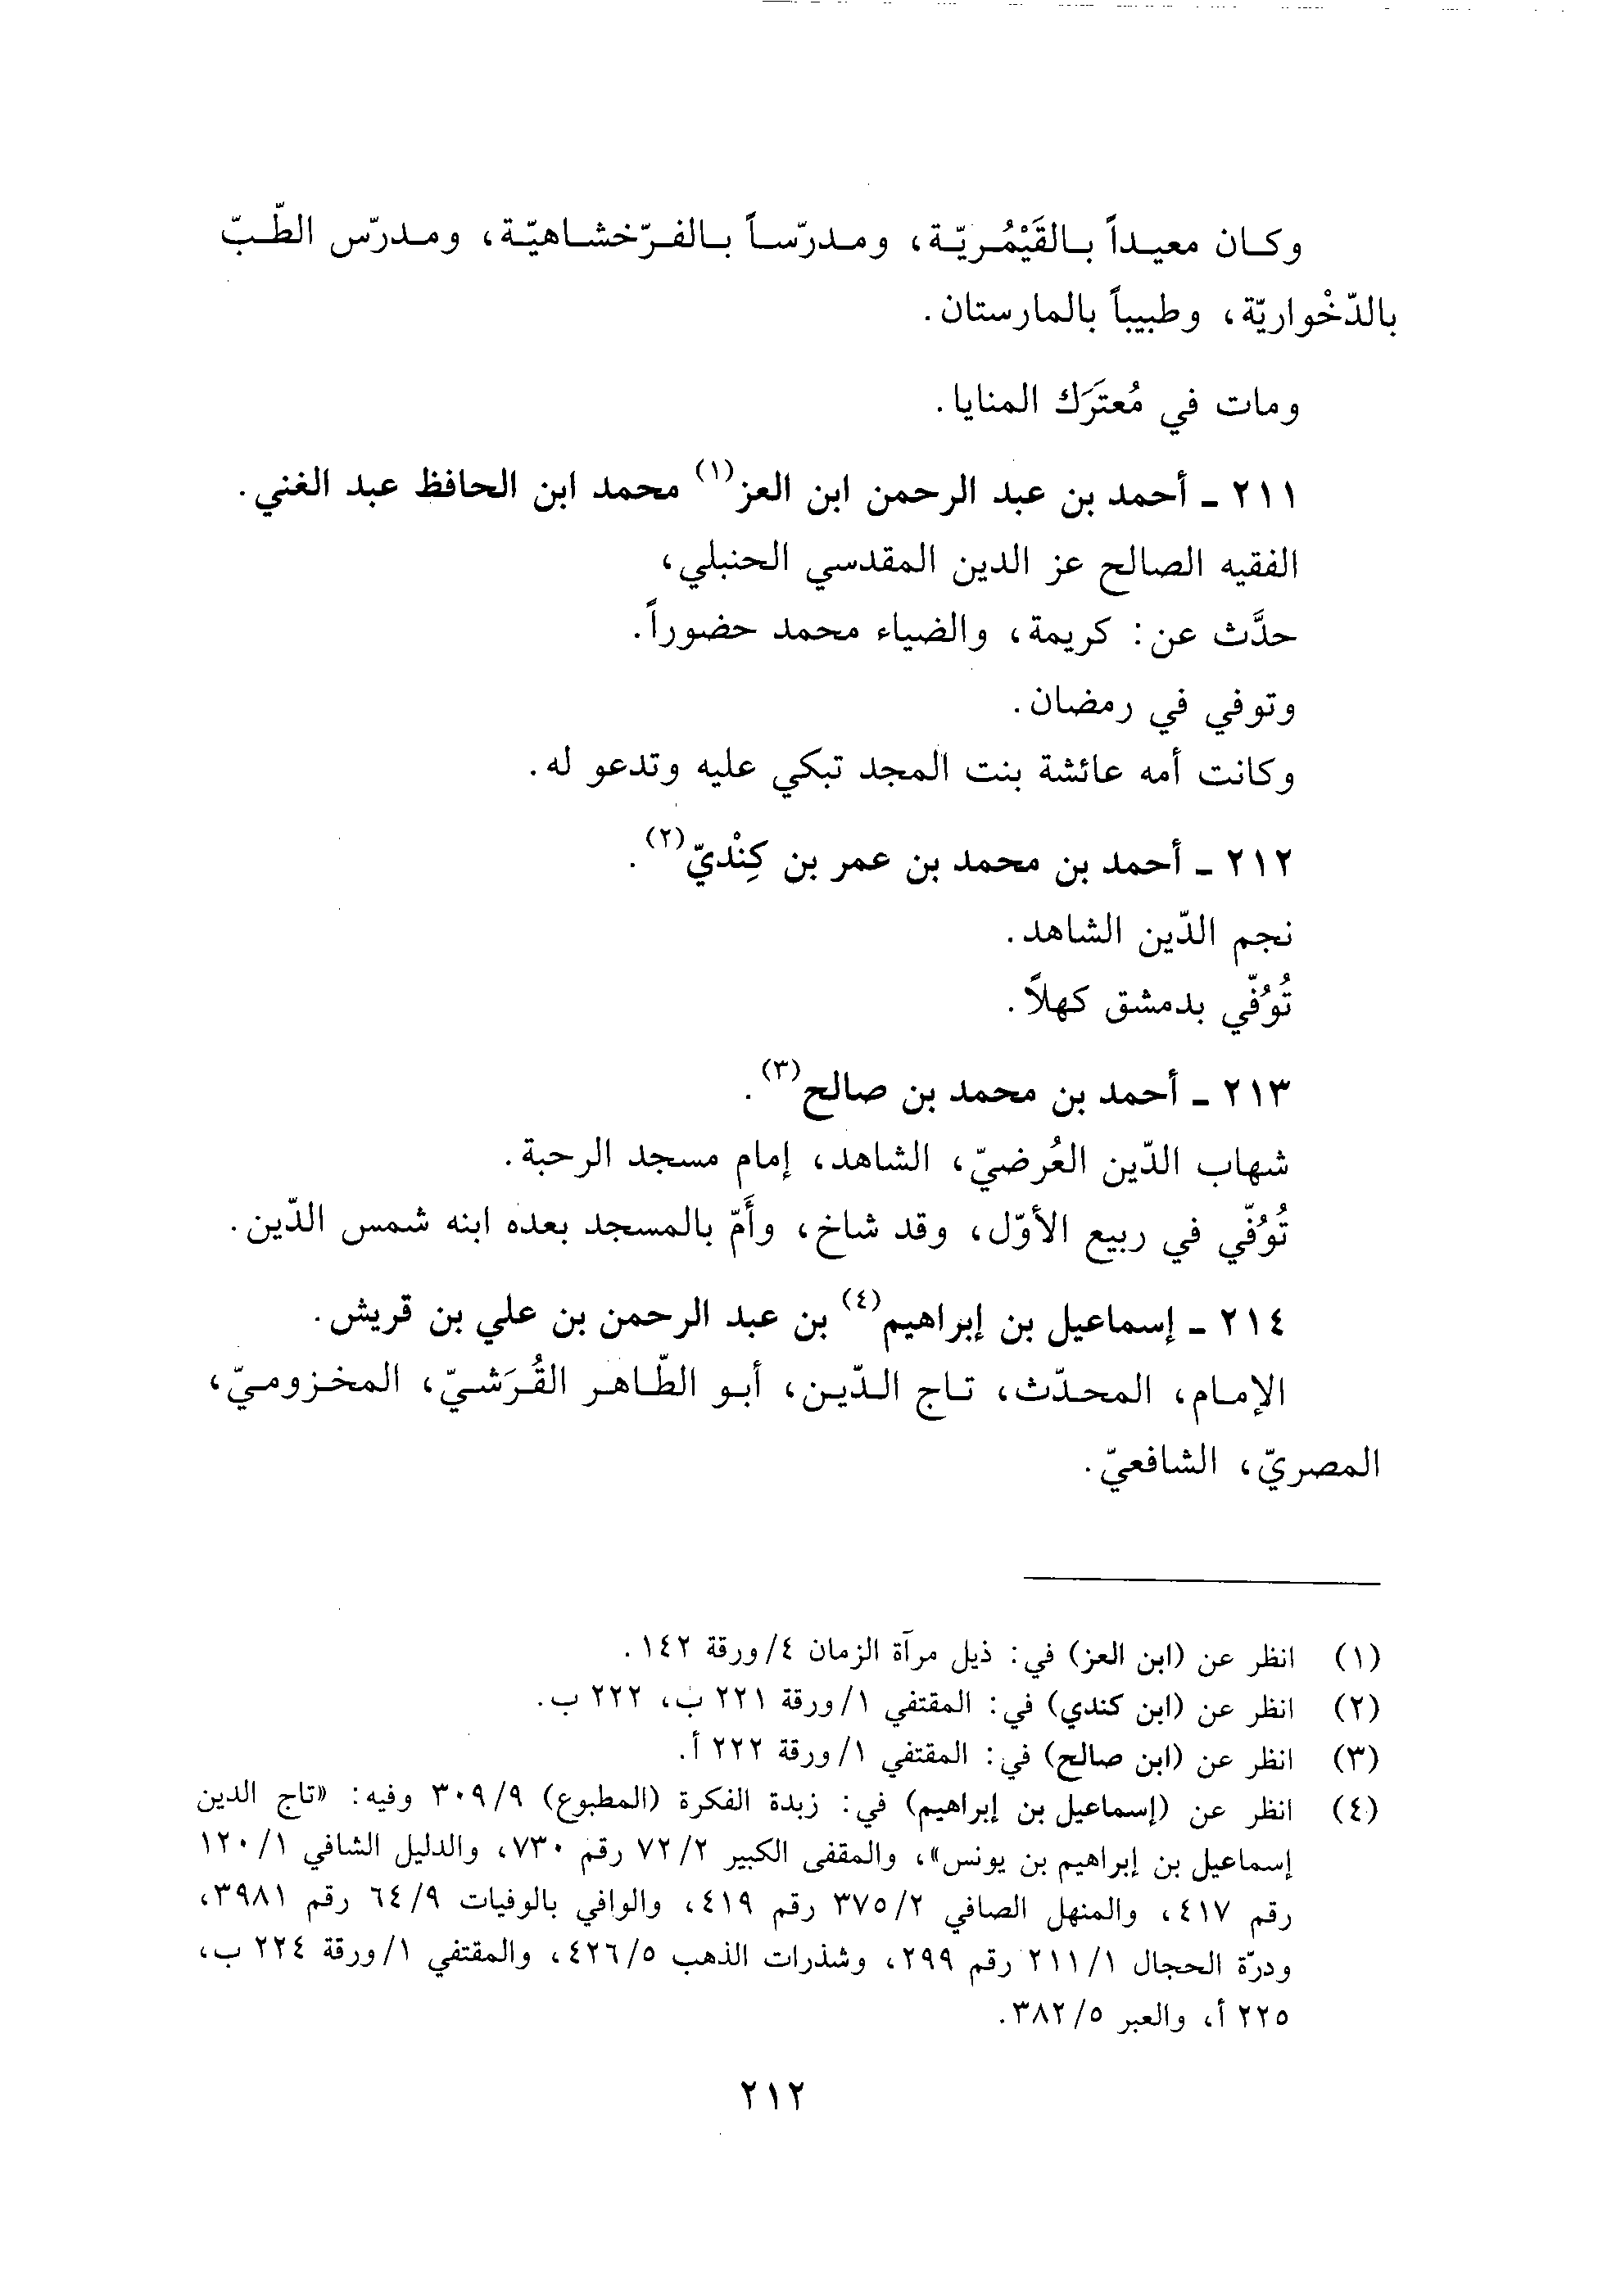 وكان معيداً بالقَيْمُريّة، ومدرّساً بالفرّخشاهيّة، ومدرّس الطّبّ
بالدّخْواريّة، وطبيباً بالمارستان.
ومات في مُعتَرَك المنايا.
٢١١ ـ أحمد بن عبد الرحمن ابن العز(١) محمد ابن الحافظ عبد الغني.
الفقيه الصالح عز الدين المقدسي الحنبلي،
حدَّث عن: كريمة، والضياء محمد حضوراً.
وتوفي في رمضان.
وكانت أمه عائشة بنت المجد تبكي عليه وتدعو له.
٢١٢ ـ أحمد بن محمد بن عمر بن كِنْديّ(٢).
نجم الدّين الشاهد.
تُوُفّي بدمشق كهلاً.
٢١٣ ـ أحمد بن محمد بن صالح(٣).
شهاب الدّين العُرضيّ، الشاهد، إمام مسجد الرحبة.
تُوُفّي في ربيع الأوّل، وقد شاخ، وأَمّ بالمسجد بعده ابنه شمس الدّين.
٢١٤ ـ إسماعيل بن إبراهيم(٤) بن عبد الرحمن بن علي بن قريش.
الإمام، المحدّث، تاج الدّين، أبو الطّاهر القُرَشيّ، المخزوميّ،
المصريّ، الشافعيّ.
(١) انظر عن (ابن العز) في: ذيل مرآة الزمان ٤/ورقة ١٤٢.
(٢) انظر عن (ابن كندي) في: المقتفي ١/ورقة ٢٢١ ب، ٢٢٢ ب.
(٣) انظر عن (ابن صالح) في: المقتفي ١/ورقة ٢٢٢ أ.
(٤) انظر عن (إسماعيل بن إبراهيم) في: زبدة الفكرة (المطبوع) ٣٠٩/٩ وفيه: «تاج الدين
إسماعيل بن إبراهيم بن يونس»، والمقفى الكبير ٧٢/٢ رقم ٧٣٠، والدليل الشافي ١٢٠/١
رقم ٤١٧، والمنهل الصافي ٣٧٥/٢ رقم ٤١٩، والوافي بالوفيات ٦٤/٩ رقم ٣٩٨١،
ودرّة الحجال ٢١١/١ رقم ٢٩٩، وشذرات الذهب ٤٢٦/٥، والمقتفي ١/ورقة ٢٢٤ ب،
٢٢٥ أ، والعبر ٣٨٢/٥.
٢١٢